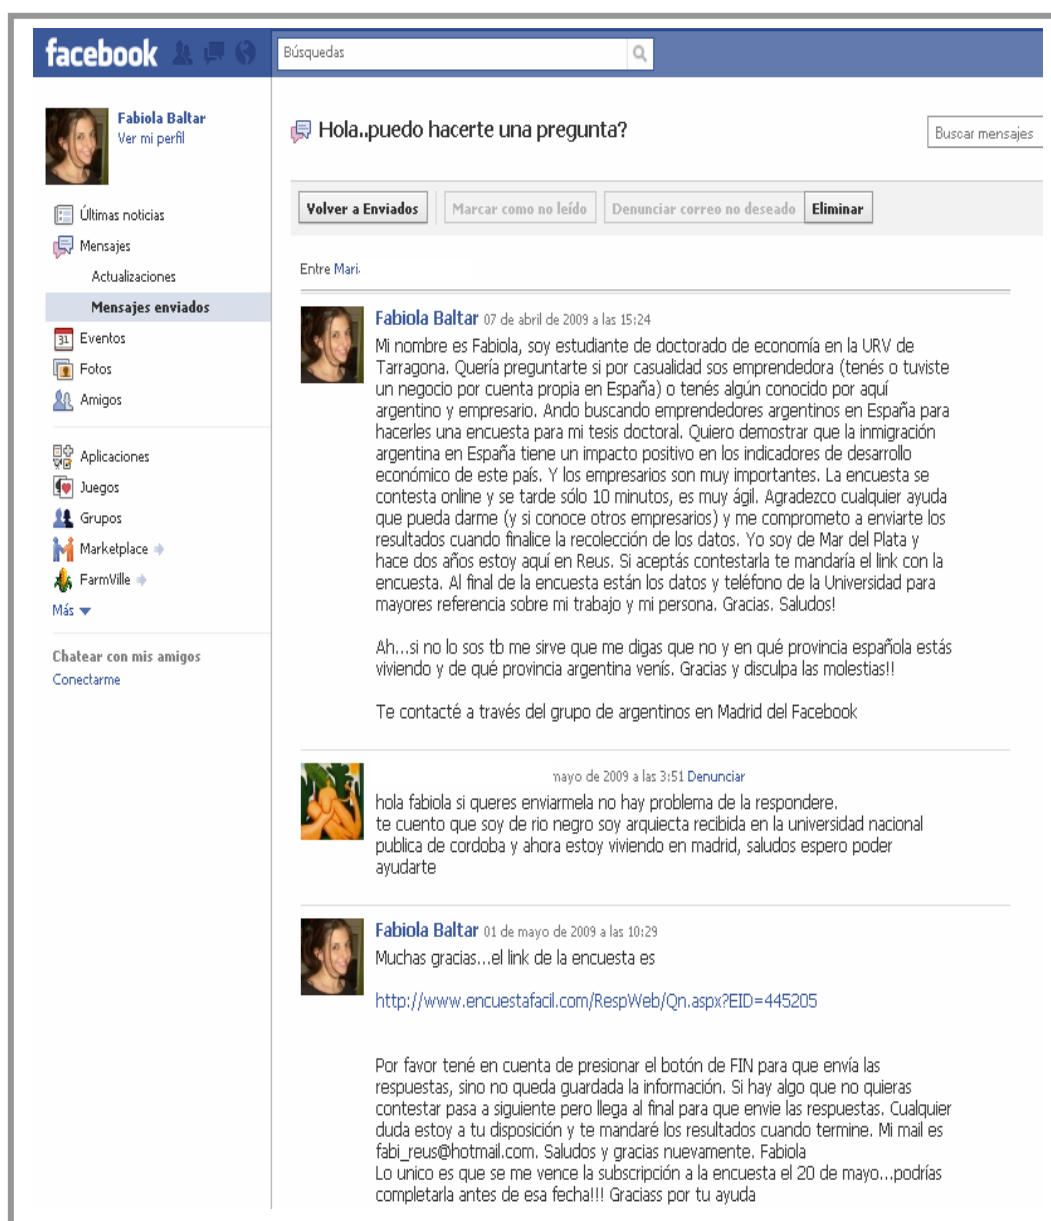 facebook
Búsquedas
Fabiola Baltar
Ver mi perfil
Hola..puedo hacerte una pregunta?
Buscar mensajes
Últimas noticias
Mensajes
Actualizaciones
Mensajes enviados
31 Eventos
Fotos
Amigos
Aplicaciones
Juegos
Grupos
Marketplace
FarmVille
Más
Chatear con mis amigos
Conectarme
Volver a Enviados Marcar como no leído Denunciar correo no deseado Eliminar
Entre Mari
Fabiola Baltar 07 de abril de 2009 a las 15:24
Mi nombre es Fabiola, soy estudiante de doctorado de economía en la URV de
Tarragona. Quería preguntarte si por casualidad sos emprendedora (tenés o tuviste
un negocio por cuenta propia en España) o tenés algún conocido por aquí
argentino y empresario. Ando buscando emprendedores argentinos en España para
hacerles una encuesta para mi tesis doctoral. Quiero demostrar que la inmigración
argentina en España tiene un impacto positivo en los indicadores de desarrollo
económico de este país. Y los empresarios son muy importantes. La encuesta se
contesta online y se tarde sólo 10 minutos, es muy ágil. Agradezco cualquier ayuda
que pueda darme (y si conoce otros empresarios) y me comprometo a enviarte los
resultados cuando finalice la recolección de los datos. Yo soy de Mar del Plata y
hace dos años estoy aquí en Reus. Si aceptás contestarla te mandaría el link con la
encuesta. Al final de la encuesta están los datos y teléfono de la Universidad para
mayores referencia sobre mi trabajo y mi persona. Gracias. Saludos!
Ah...si no lo sos tb me sirve que me digas que no y en qué provincia española estás
viviendo y de qué provincia argentina venís. Gracias y disculpa las molestias!!
Te contacté a través del grupo de argentinos en Madrid del Facebook
mayo de 2009 a las 3:51 Denunciar
hola fabiola si queres enviarmela no hay problema de la respondere.
te cuento que soy de rio negro soy arquiecta recibida en la universidad nacional
publica de cordoba y ahora estoy viviendo en madrid, saludos espero poder
ayudarte
Fabiola Baltar 01 de mayo de 2009 a las 10:29
Muchas gracias...el link de la encuesta es
http://www.encuestafacil.com/RespWeb/Qn.aspx?EID=445205
Por favor tené en cuenta de presionar el botón de FIN para que envía las
respuestas, sino no queda guardada la información. Si hay algo que no quieras
contestar pasa a siguiente pero llega al final para que envie las respuestas. Cualquier
duda estoy a tu disposición y te mandaré los resultados cuando termine. Mi mail es
fabi_reus@hotmail.com. Saludos y gracias nuevamente. Fabiola
Lo unico es que se me vence la subscripción a la encuesta el 20 de mayo...podrías
completarla antes de esa fecha!!! Graciass por tu ayuda